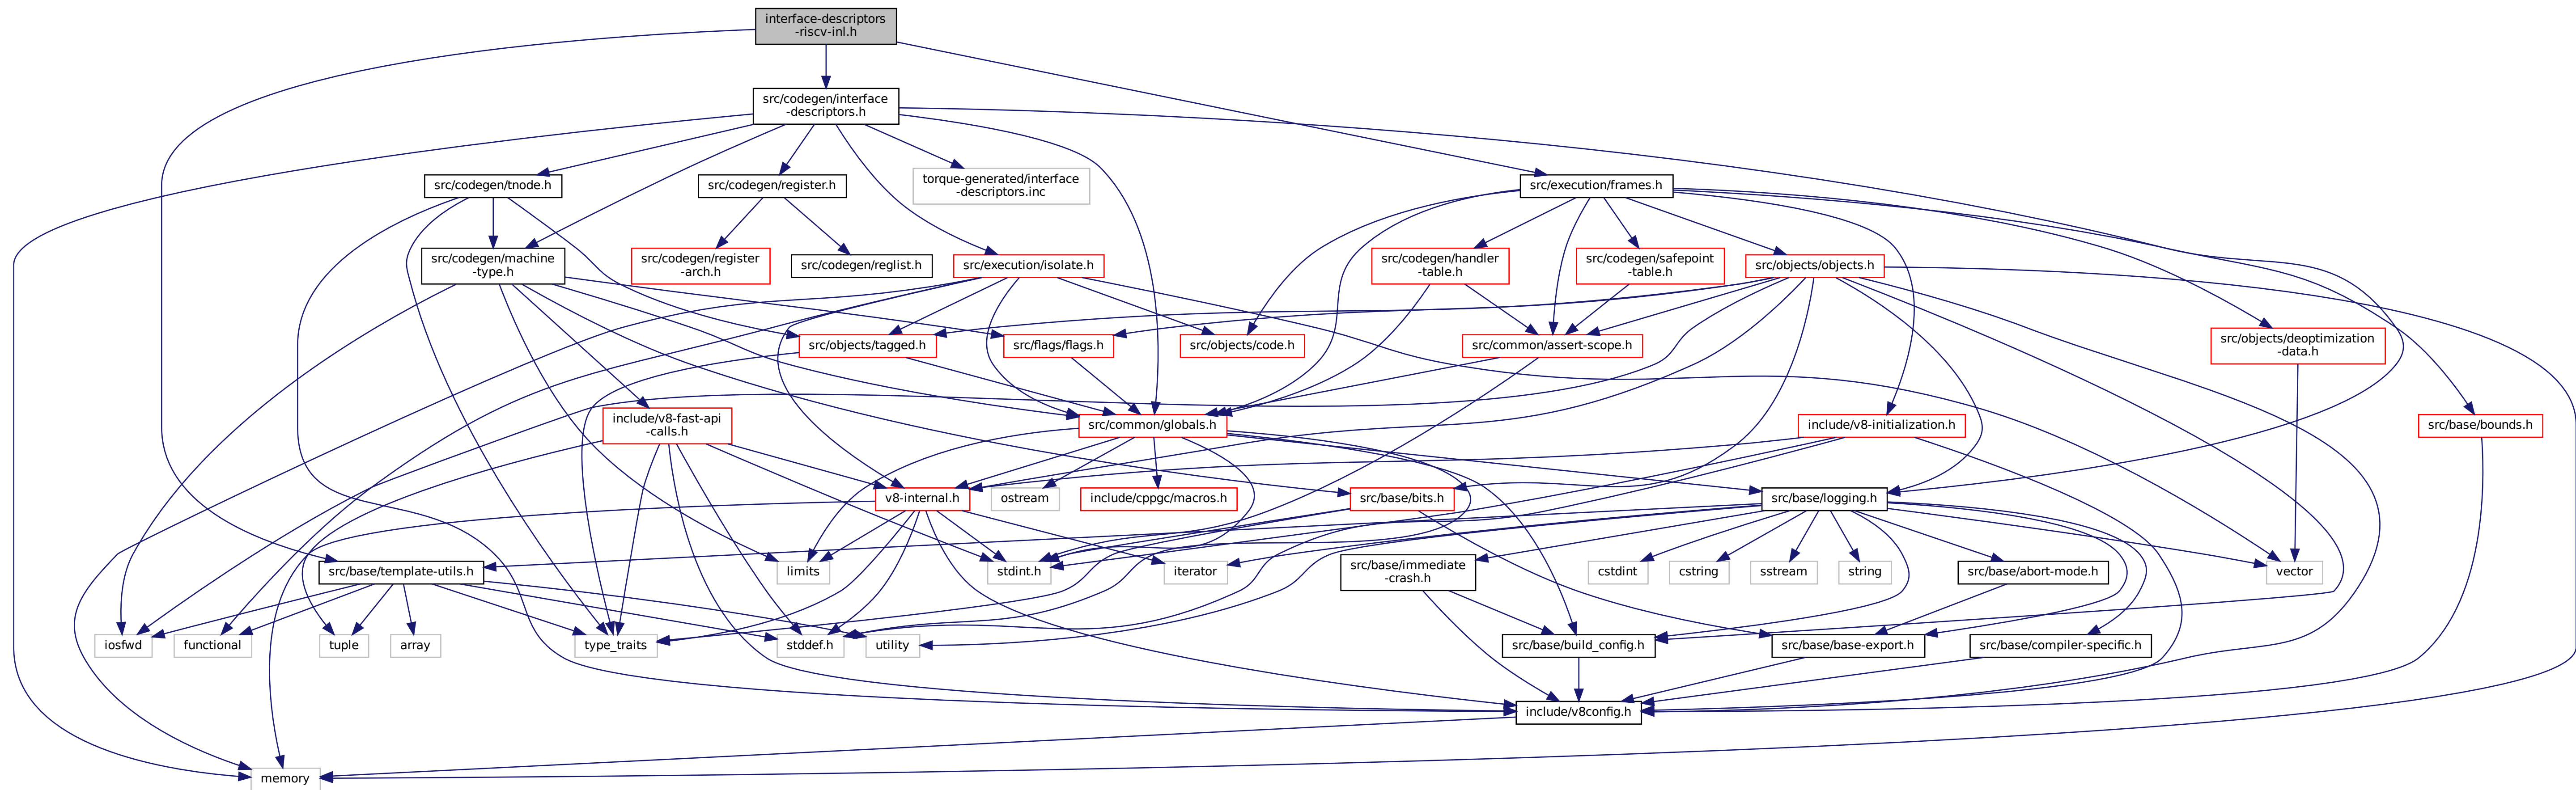 interface-descriptors
-riscv-inl.h
src/codegen/interface
-descriptors.h
src/codegen/tnode.h
src/codegen/register.h
torque-generated/interface
-descriptors.inc
src/execution/frames.h
src/codegen/machine
-type.h
src/codegen/register
-arch.h
src/codegen/reglist.h
src/execution/isolate.h
src/codegen/handler
-table.h
src/codegen/safepoint
-table.h
src/objects/objects.h
src/objects/tagged.h
src/flags/flags.h
src/objects/code.h
src/common/assert-scope.h
src/objects/deoptimization
-data.h
include/v8-fast-api
-calls.h
src/common/globals.h
include/v8-initialization.h
src/base/bounds.h
v8-internal.h
ostream
include/cppgc/macros.h
src/base/bits.h
src/base/logging.h
src/base/template-utils.h
limits
stdint.h
iterator
src/base/immediate
-crash.h
cstdint
cstring
sstream
string
src/base/abort-mode.h
vector
iosfwd
functional
tuple
array
type_traits
stddef.h
utility
src/base/build_config.h
src/base/base-export.h
src/base/compiler-specific.h
include/v8config.h
memory